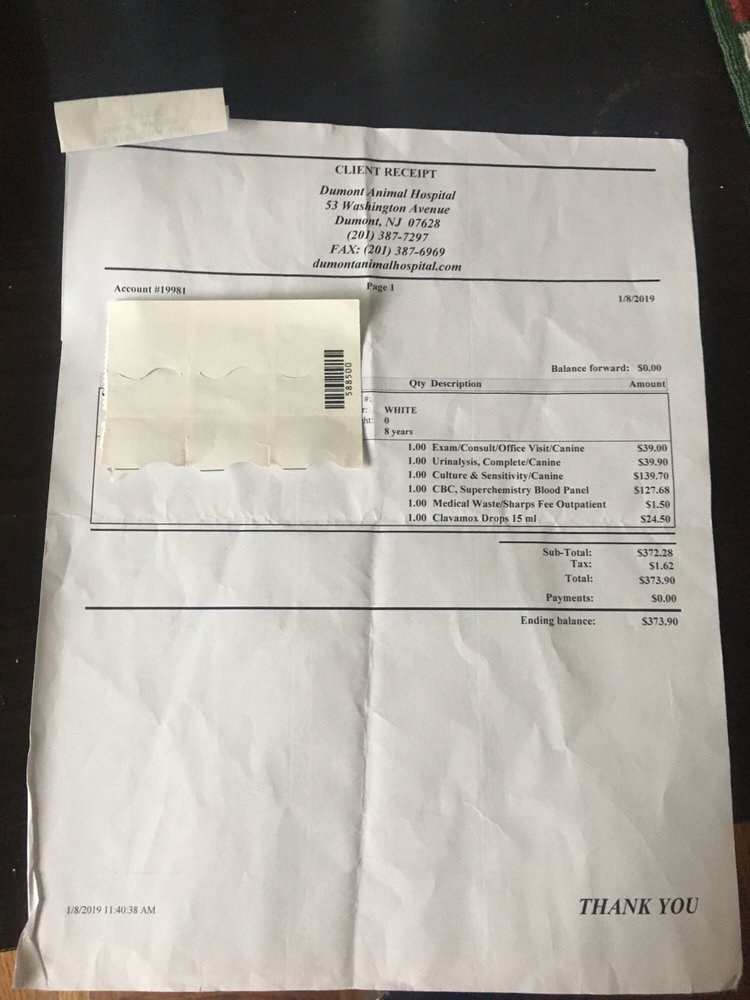 CLIENT RECEIPT
Dumont Animal Hospital
53 Washington Avenue
Dumont, NJ 07628
(201) 387-7297
FAX: (201) 387-6969
dumontanimalhospital.com
Account #19981 Page 1 1/8/2019
588500
Balance forward: $0.00
Qty Description Amount
#:
r: WHITE
ht: 0
8 years
1.00 Exam/Consult/Office Visit/Canine $39.00
1.00 Urinalysis, Complete/Canine $39.90
1.00 Culture & Sensitivity/Canine $139.70
1.00 CBC, Superchemistry Blood Panel $127.68
1.00 Medical Waste/Sharps Fee Outpatient $1.50
1.00 Clavamox Drops 15 ml $24.50
Sub-Total: $372.28
Tax: $1.62
Total: $373.90
Payments: $0.00
Ending balance: $373.90
1/8/2019 11:40:38 AM THANK YOU